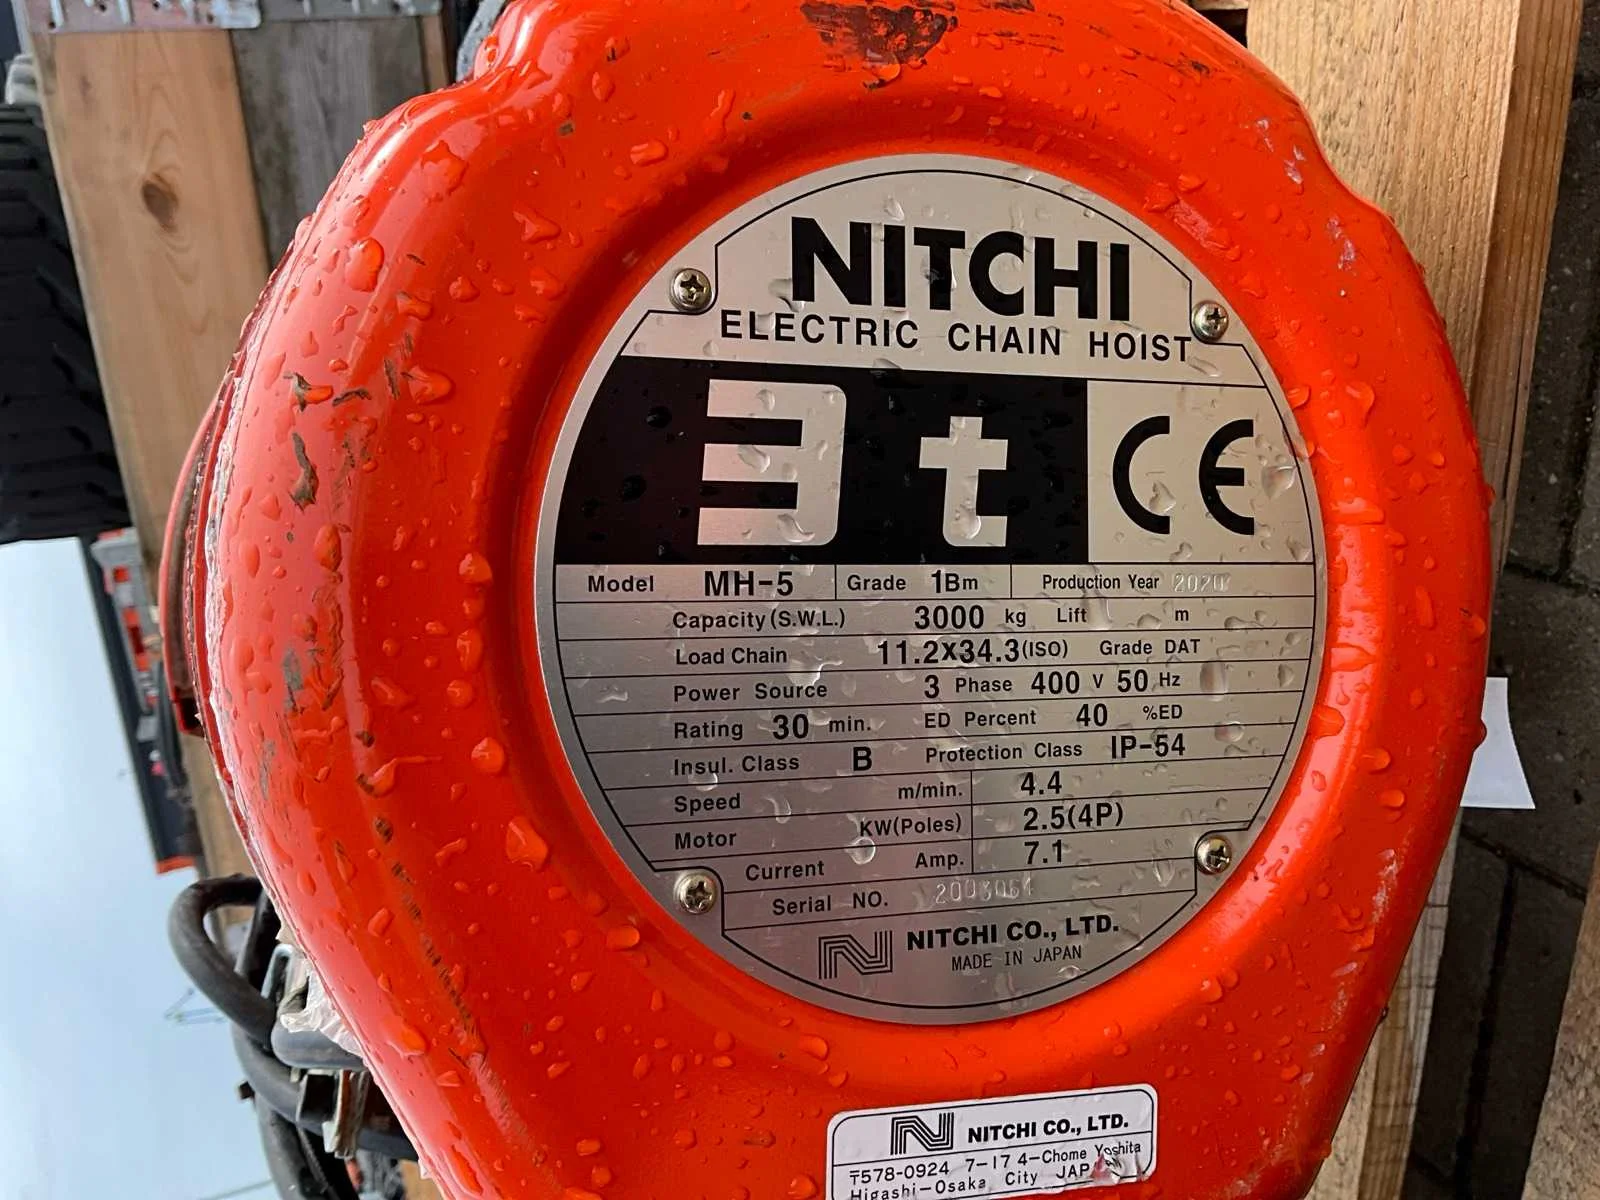 NITCHI
ELECTRIC CHAIN HOIST
3t CE
Model MH-5 Grade 1Bm Production Year 2020
Capacity (S.W.L.) 3000 kg Lift m
Load Chain 11.2X34.3(ISO) Grade DAT
Power Source 3 Phase 400 V 50 Hz
Rating 30 min. ED Percent 40 %ED
Insul. Class B Protection Class IP-54
Speed m/min. 4.4
Motor KW(Poles) 2.5(4P)
Current Amp. 7.1
Serial NO. 2003064
NITCHI CO., LTD.
MADE IN JAPAN
NITCHI CO., LTD.
〒578-0924 7-17 4-Chome Yoshita
Higashi-Osaka City JAP